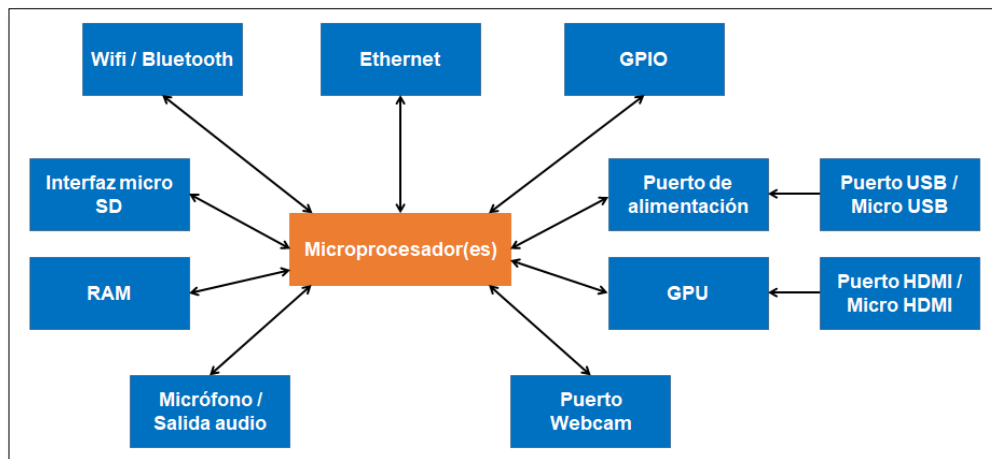 Wifi / Bluetooth
Ethernet
GPIO
Interfaz micro
SD
Puerto de
alimentación
Puerto USB /
Micro USB
Microprocesador(es)
RAM
GPU
Puerto HDMI /
Micro HDMI
Micrófono /
Salida audio
Puerto
Webcam